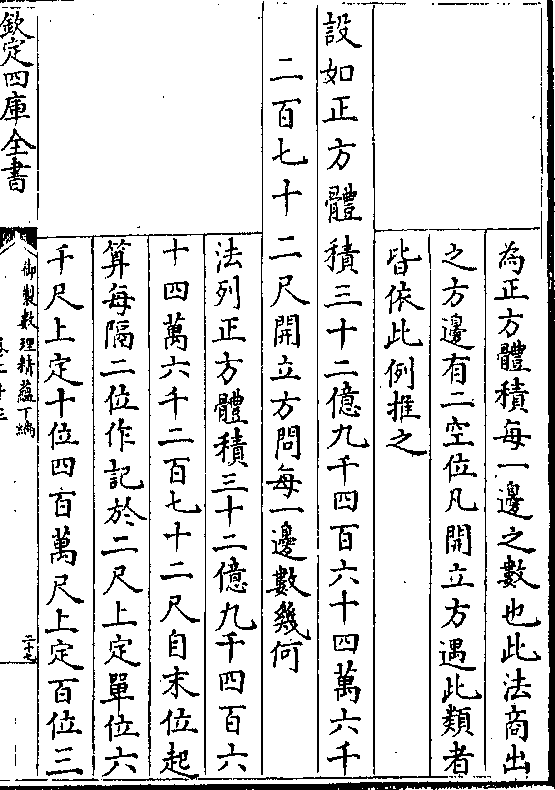 為正方體積每一邊之數也此法商出
之方邊有二空位凡開立方遇此類者
皆依此例推之
設如正方體積三十二億九千四百六十四萬六千
二百七十二尺開立方問每一邊數幾何
法列正方體積三十二億九千四百六
十四萬六千二百七十二尺自末位起
算每隔二位作記於二尺上定單位六
千尺上定十位四百萬尺上定百位三
欽定四庫全書
御製數理精蘊下編
卷二十三
二十七